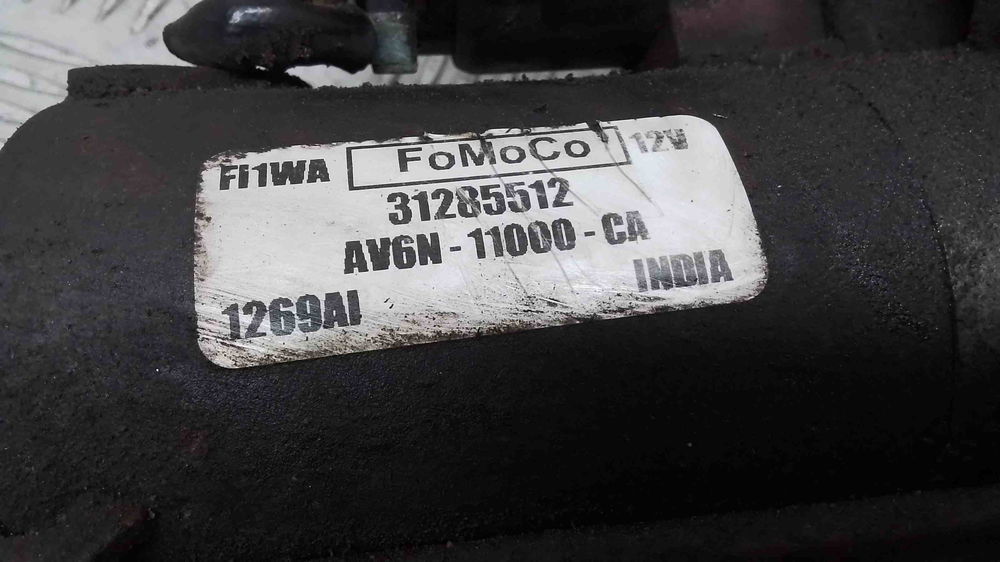 Fi1WA FoMoCo 12V
31285512
AV6N - 11000 - CA
INDIA
1269AI